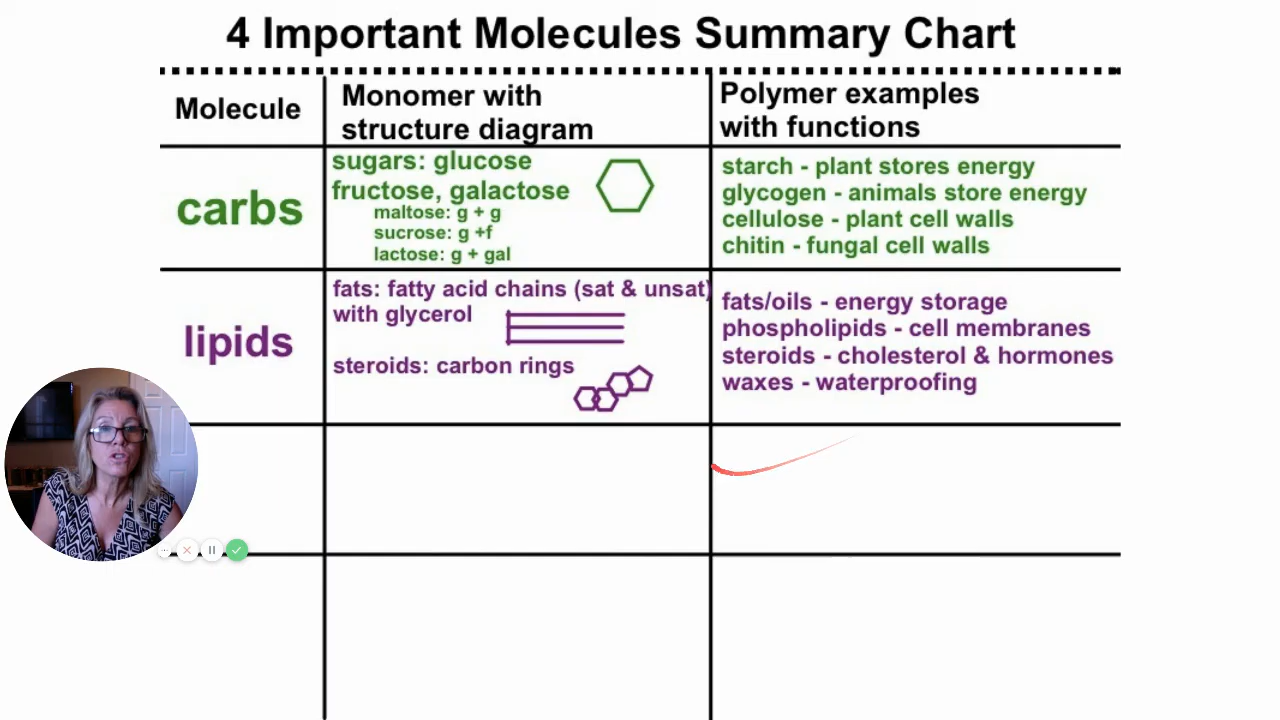 4 Important Molecules Summary Chart
Molecule
Monomer with
structure diagram
Polymer examples
with functions
carbs
sugars: glucose
fructose, galactose
maltose: g + g
sucrose: g +f
lactose: g + gal
starch - plant stores energy
glycogen - animals store energy
cellulose - plant cell walls
chitin - fungal cell walls
lipids
fats: fatty acid chains (sat & unsat)
with glycerol
steroids: carbon rings
fats/oils - energy storage
phospholipids - cell membranes
steroids - cholesterol & hormones
waxes - waterproofing